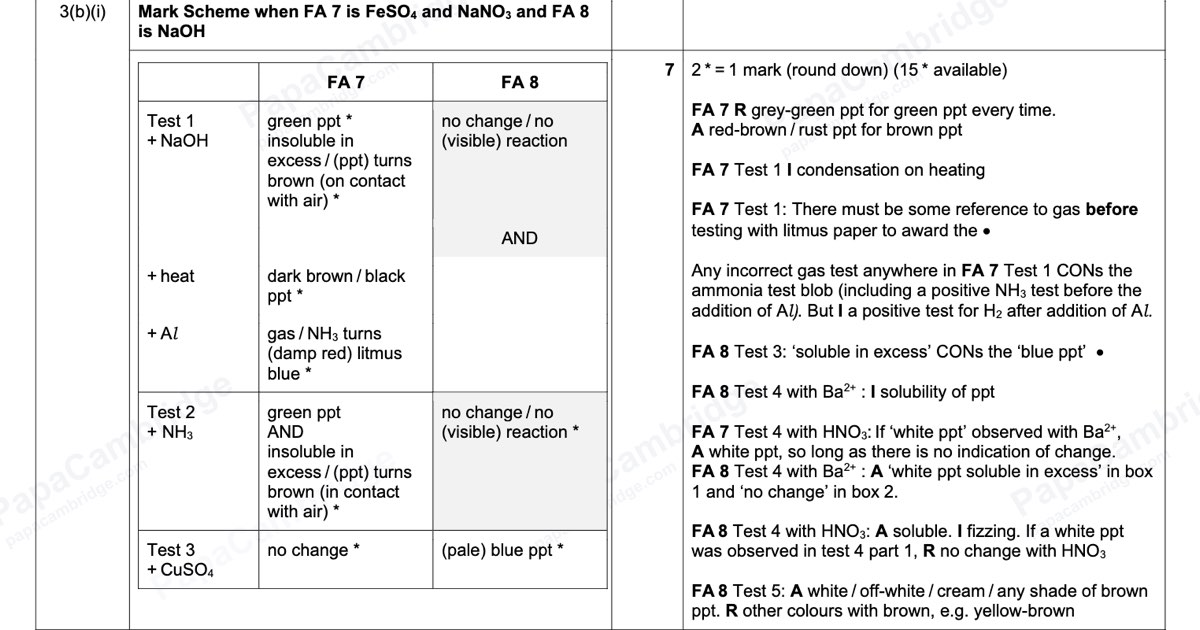 3(b)(i)
Mark Scheme when FA 7 is FeSO₄ and NaNO₃ and FA 8
is NaOH
FA 7
FA 8
Test 1
+ NaOH
green ppt *
insoluble in
excess / (ppt) turns
brown (on contact
with air) *
no change / no
(visible) reaction
AND
+ heat
dark brown / black
ppt *
+ Al
gas / NH₃ turns
(damp red) litmus
blue *
Test 2
+ NH₃
green ppt
AND
insoluble in
excess / (ppt) turns
brown (in contact
with air) *
no change / no
(visible) reaction *
Test 3
+ CuSO₄
no change *
(pale) blue ppt *
7
2 * = 1 mark (round down) (15 * available)
FA 7 R grey-green ppt for green ppt every time.
A red-brown / rust ppt for brown ppt
FA 7 Test 1 I condensation on heating
FA 7 Test 1: There must be some reference to gas before
testing with litmus paper to award the •
Any incorrect gas test anywhere in FA 7 Test 1 CONs the
ammonia test blob (including a positive NH₃ test before the
addition of Al). But I a positive test for H₂ after addition of Al.
FA 8 Test 3: ‘soluble in excess’ CONs the ‘blue ppt’ •
FA 8 Test 4 with Ba²⁺ : I solubility of ppt
FA 7 Test 4 with HNO₃: If ‘white ppt’ observed with Ba²⁺,
A white ppt, so long as there is no indication of change.
FA 8 Test 4 with Ba²⁺ : A ‘white ppt soluble in excess’ in box
1 and ‘no change’ in box 2.
FA 8 Test 4 with HNO₃: A soluble. I fizzing. If a white ppt
was observed in test 4 part 1, R no change with HNO₃
FA 8 Test 5: A white / off-white / cream / any shade of brown
ppt. R other colours with brown, e.g. yellow-brown
PapaCambridge
papacambridge.com